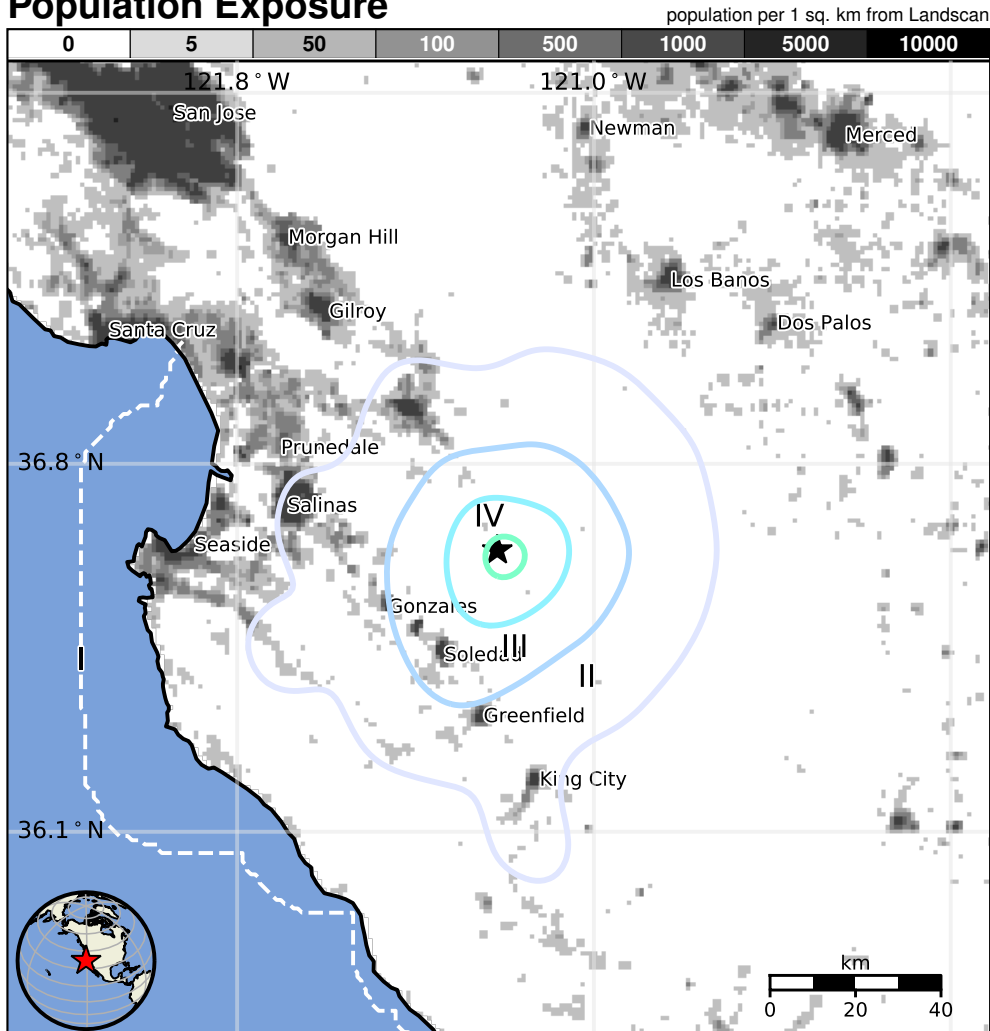 Population Exposure
population per 1 sq. km from Landscan
0 5 50 100 500 1000 5000 10000
121.8°W 121.0°W
San Jose
Newman
Merced
Morgan Hill
Los Banos
Gilroy
Dos Palos
Santa Cruz
Prunedale
36.8°N
Salinas
IV
Seaside
Gonzales
Soledad
III
I
II
Greenfield
King City
36.1°N
km
0 20 40